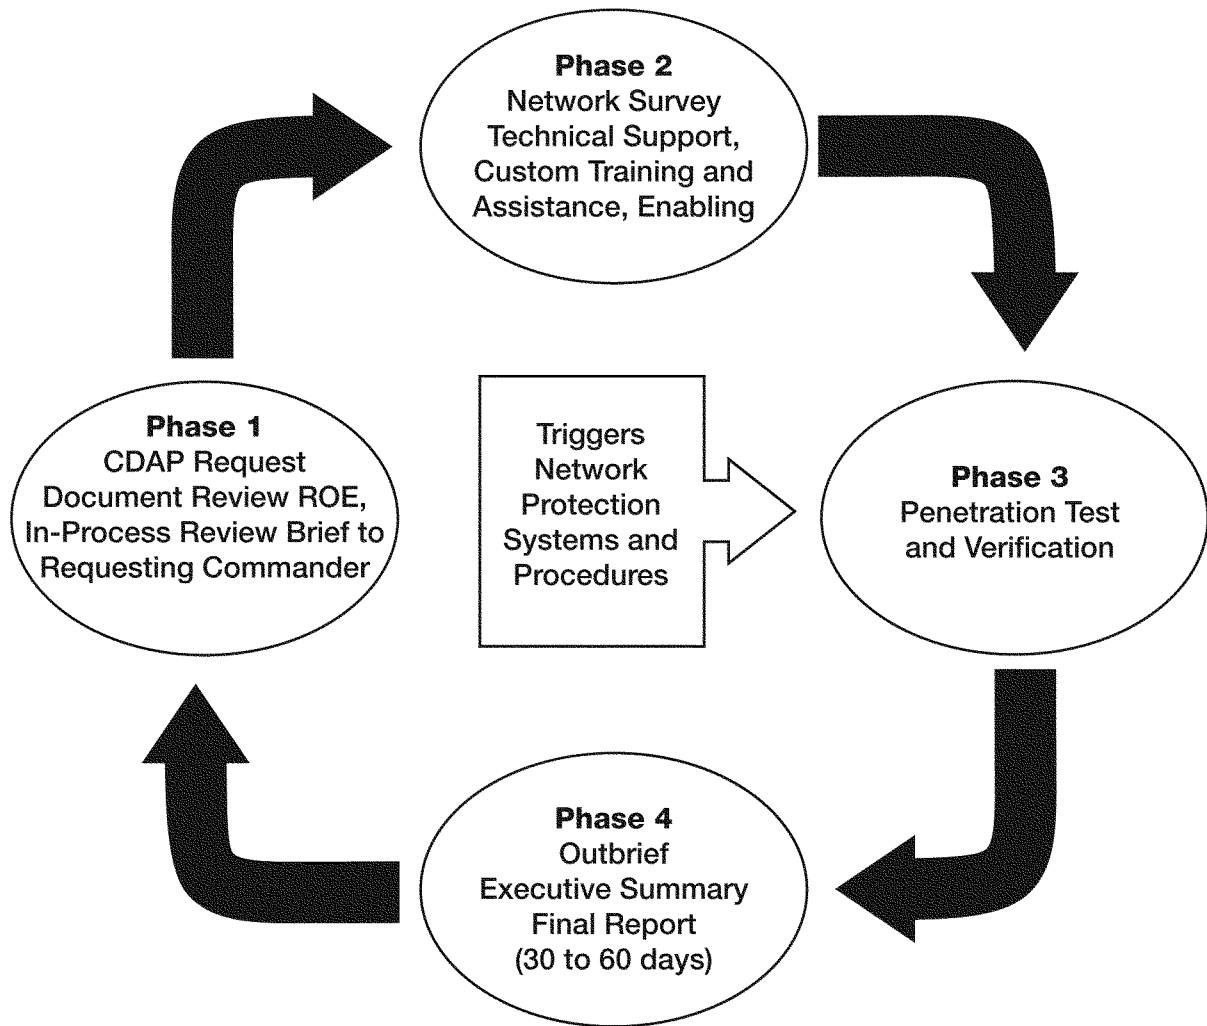 Phase 1
CDAP Request
Document Review ROE,
In-Process Review Brief to
Requesting Commander
Phase 2
Network Survey
Technical Support,
Custom Training and
Assistance, Enabling
Triggers
Network
Protection
Systems and
Procedures
Phase 3
Penetration Test
and Verification
Phase 4
Outbrief
Executive Summary
Final Report
(30 to 60 days)